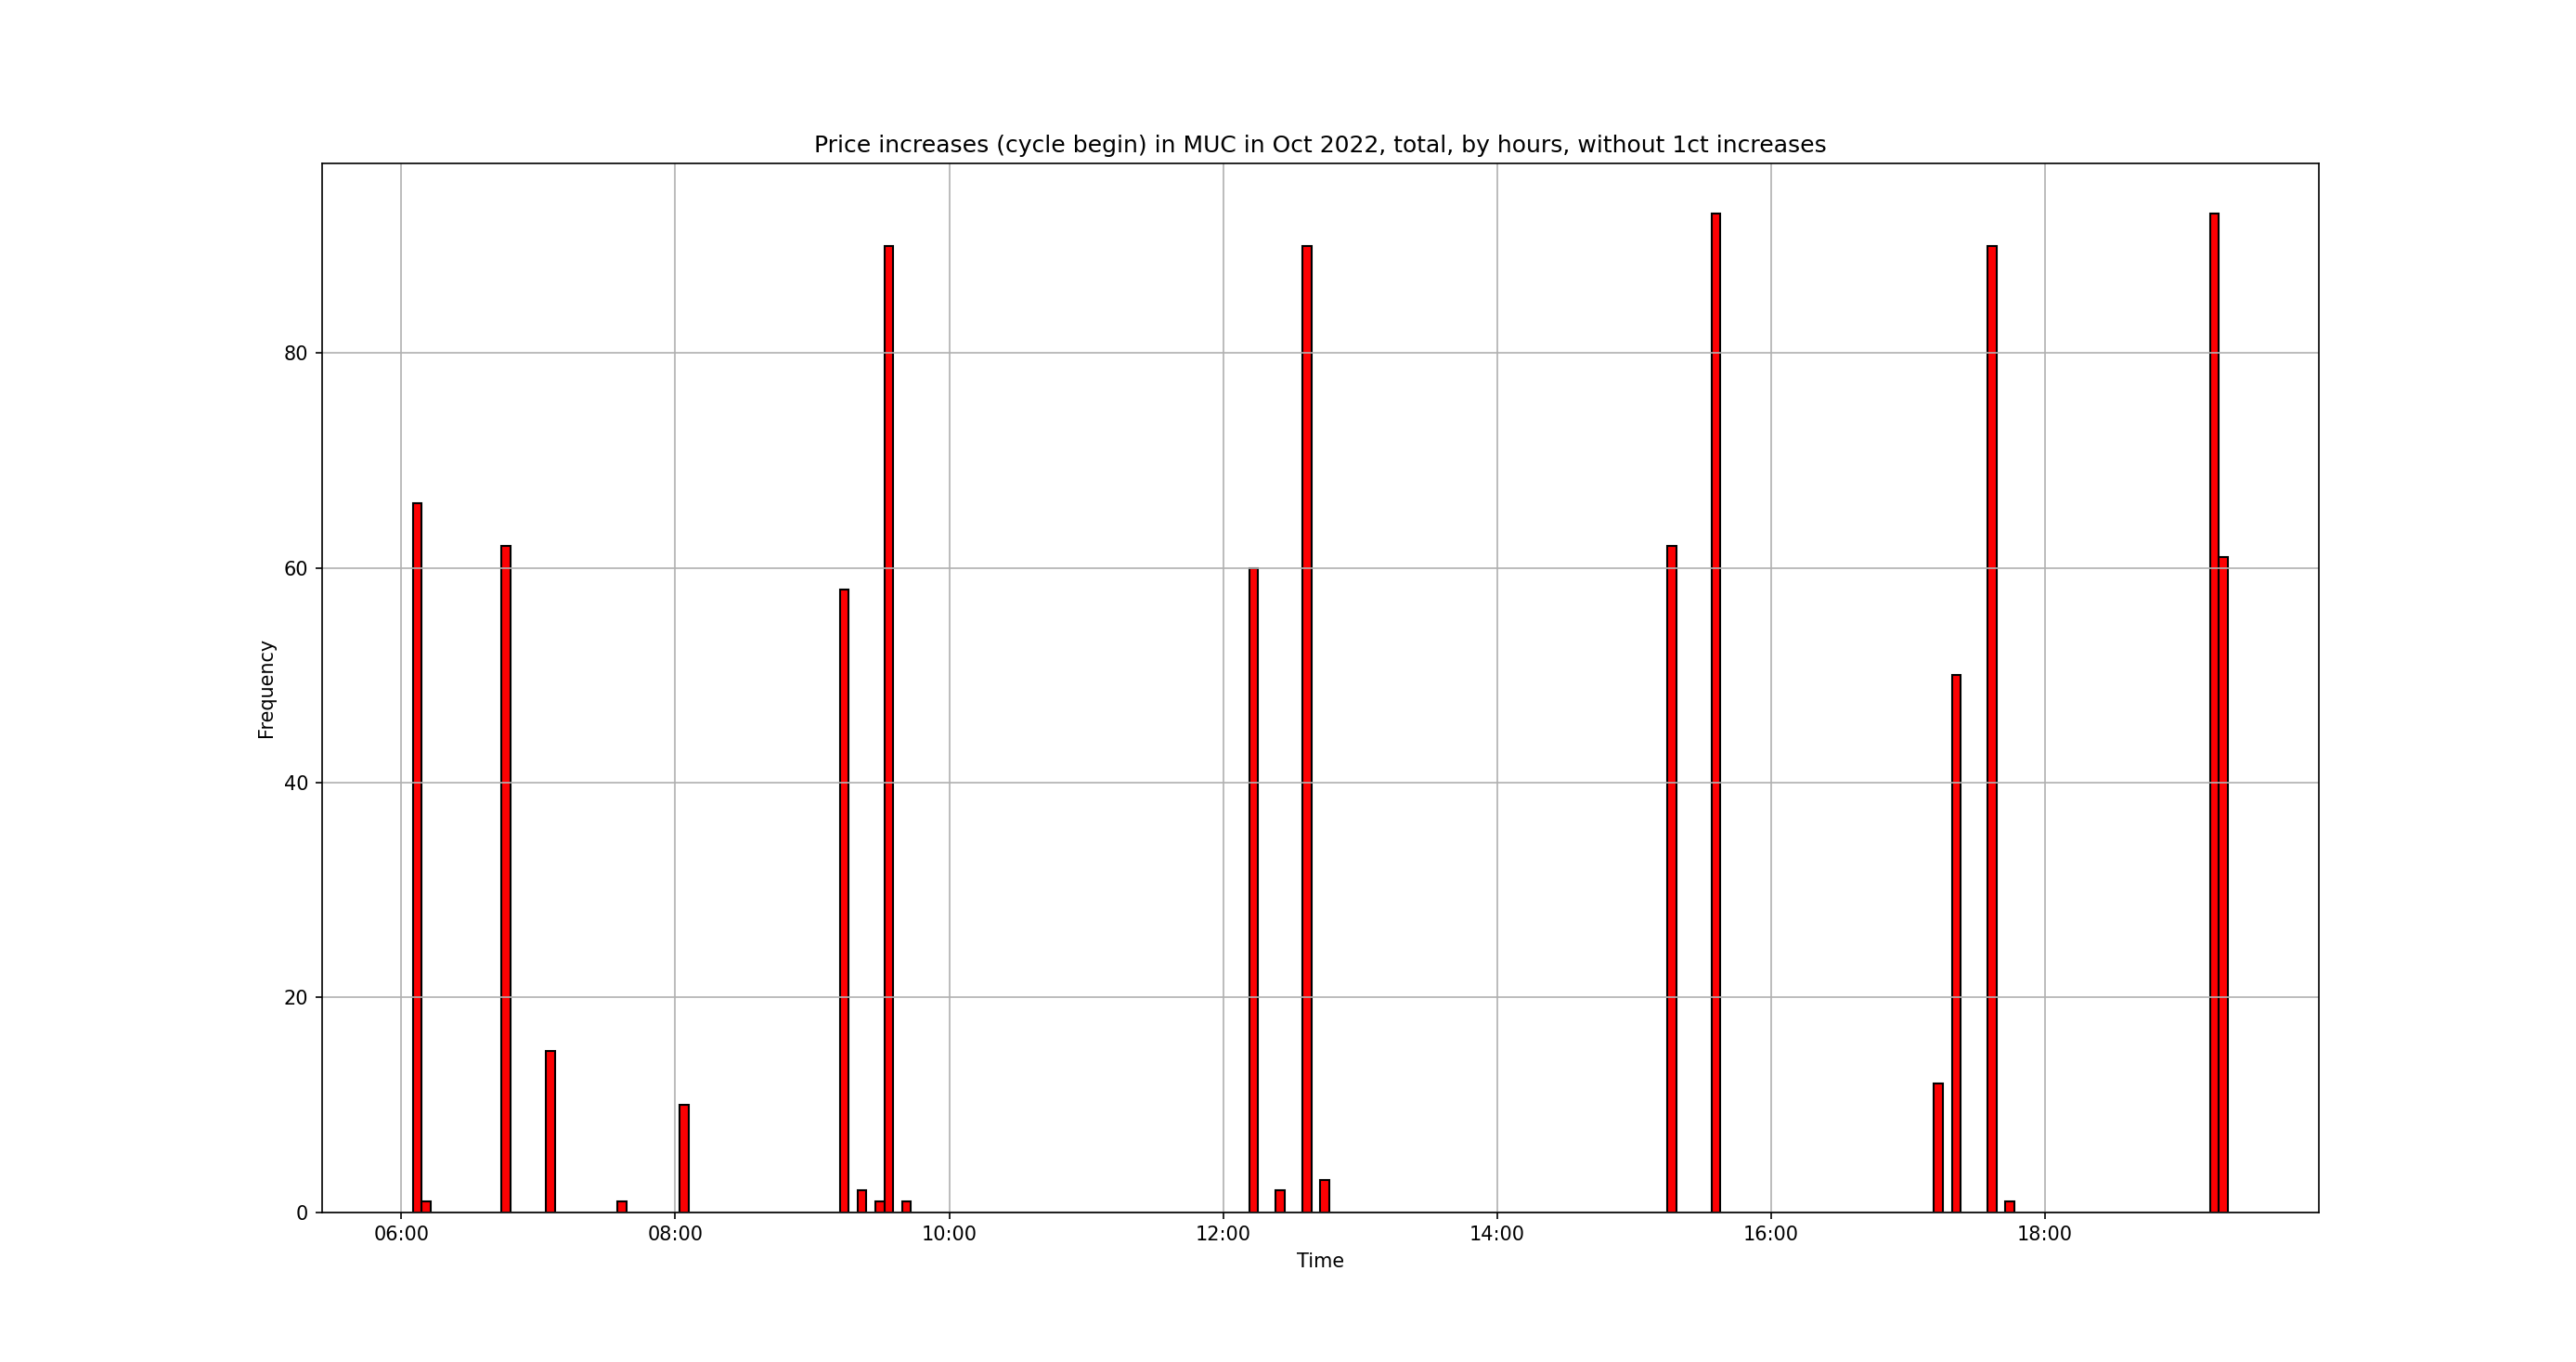 Price increases (cycle begin) in MUC in Oct 2022, total, by hours, without 1ct increases
80
60
40
20
0
Frequency
06:00 08:00 10:00 12:00 14:00 16:00 18:00
Time